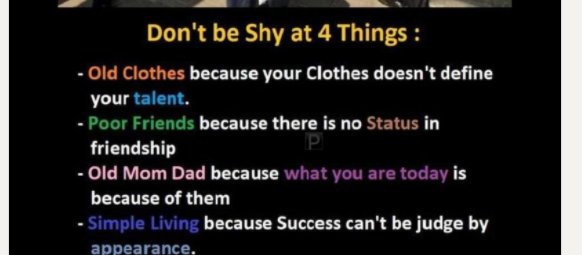 Don't be Shy at 4 Things :
- Old Clothes because your Clothes doesn't define
your talent.
- Poor Friends because there is no Status in
friendship
P
- Old Mom Dad because what you are today is
because of them
- Simple Living because Success can't be judge by
appearance.